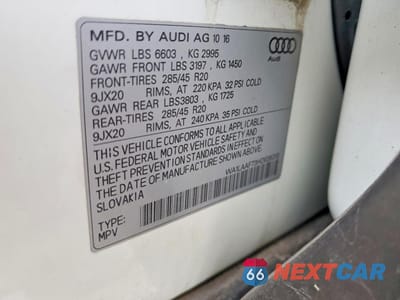 MFD. BY AUDI AG 10 16
GVWR LBS 6603 , KG 2995
GAWR FRONT LBS 3197 , KG 1450
FRONT-TIRES 285/45 R20
9JX20 RIMS, AT 220 KPA 32 PSI COLD
GAWR REAR LBS3803 , KG 1725
REAR-TIRES 285/45 R20
9JX20 RIMS, AT 240 KPA 35 PSI COLD
THIS VEHICLE CONFORMS TO ALL APPLICABLE
U.S. FEDERAL MOTOR VEHICLE SAFETY AND
THEFT PREVENTION STANDARDS IN EFFECT ON
THE DATE OF MANUFACTURE SHOWN ABOVE.
SLOVAKIA
TYPE:
MPV
Audi
66 NEXTCAR